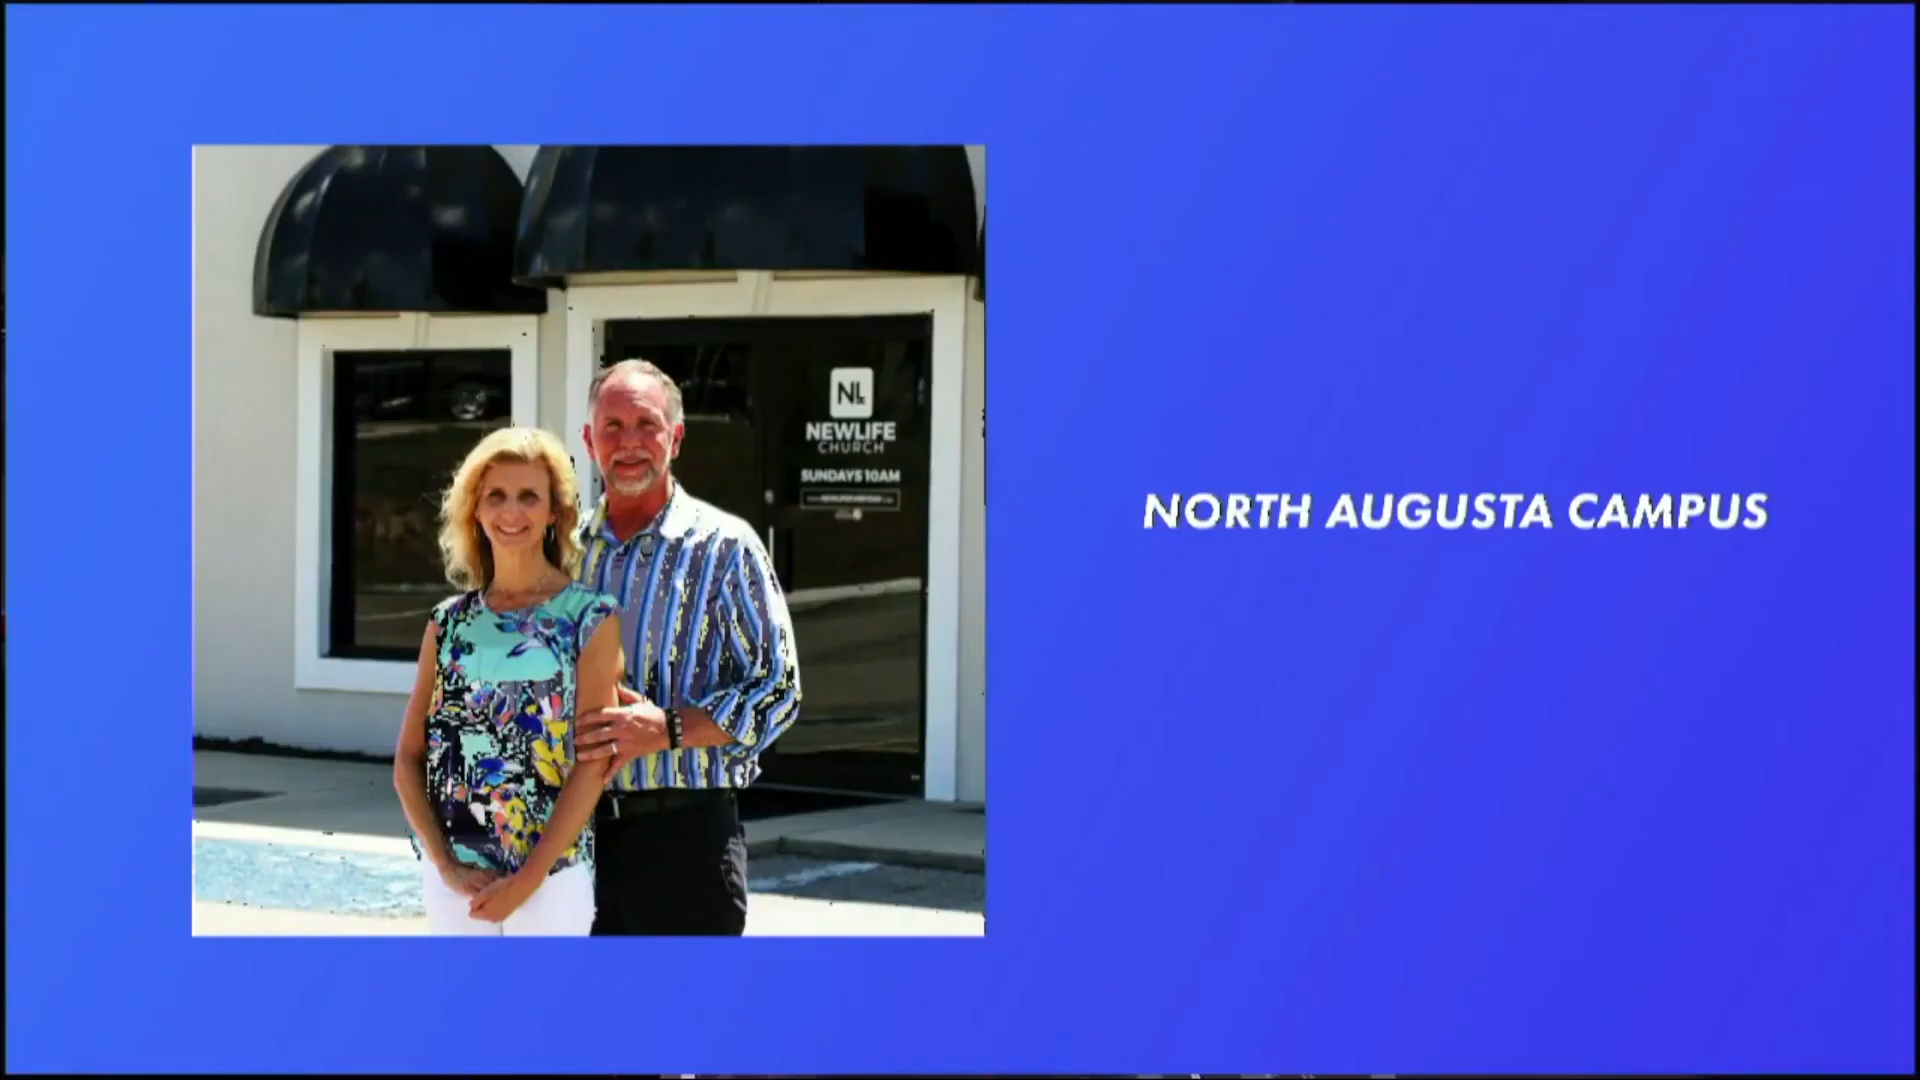 NL
NEWLIFE
CHURCH
SUNDAYS 10AM
NORTH AUGUSTA CAMPUS